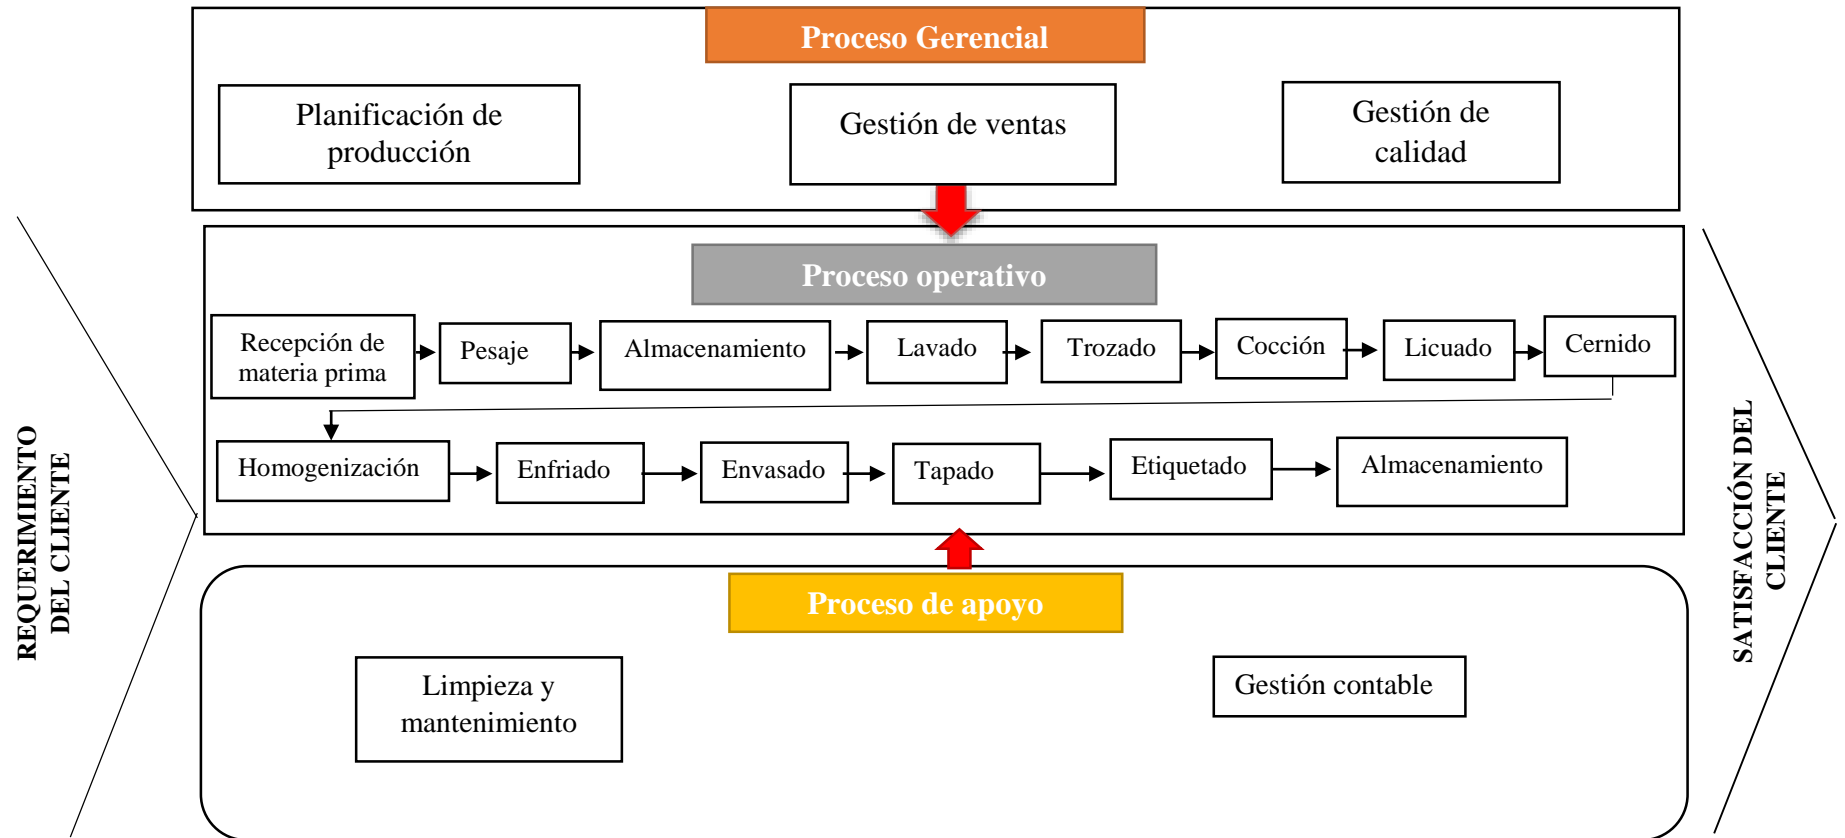 Proceso Gerencial
Planificación de
producción
Gestión de ventas
Gestión de
calidad
Proceso operativo
Recepción de
materia prima
Pesaje
Almacenamiento
Lavado
Trozado
Cocción
Licuado
Cernido
Homogenización
Enfriado
Envasado
Tapado
Etiquetado
Almacenamiento
Proceso de apoyo
Limpieza y
mantenimiento
Gestión contable
REQUERIMIENTO
DEL CLIENTE
SATISFACCIÓN DEL
CLIENTE